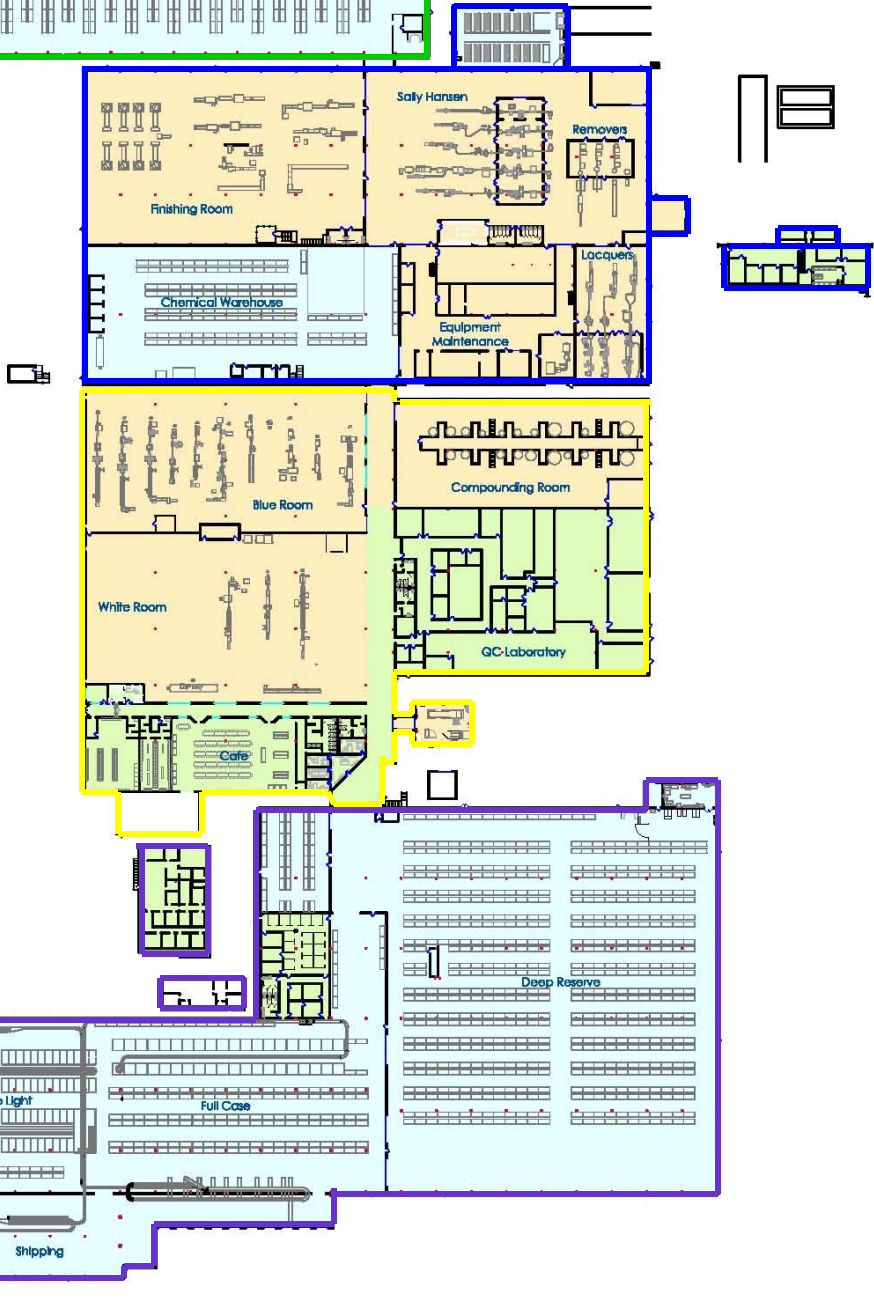 Sally Hansen
Removers
Finishing Room
Lacquers
Chemical Warehouse
Equipment
Maintenance
Compounding Room
Blue Room
White Room
QC Laboratory
Cafe
Deep Reserve
Light
Full Case
Shipping